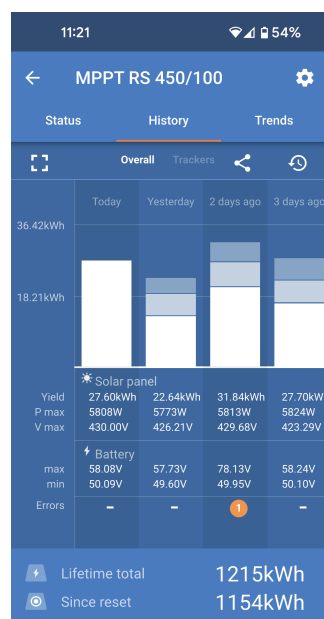 11:21 54%
MPPT RS 450/100
Status History Trends
Overall Trackers
Today Yesterday 2 days ago 3 days ago
36.42kWh
18.21kWh
Solar panel
Yield 27.60kWh 22.64kWh 31.84kWh 27.70kW
P max 5808W 5773W 5813W 5824W
V max 430.00V 426.21V 429.68V 423.29V
Battery
max 58.08V 57.73V 78.13V 58.24V
min 50.09V 49.60V 49.95V 50.10V
Errors – – 1 –
Lifetime total 1215kWh
Since reset 1154kWh